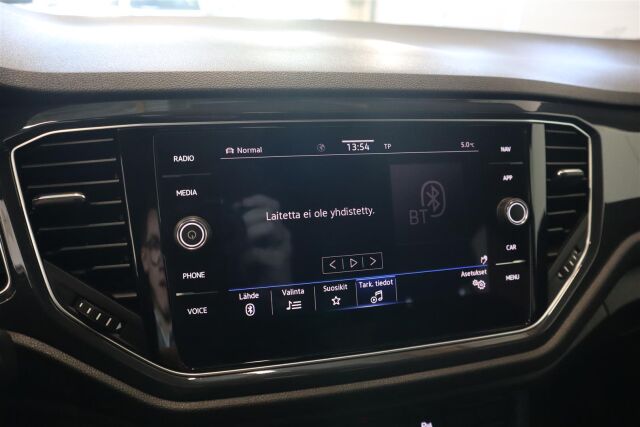 RADIO
MEDIA
PHONE
VOICE
Normal 13:54 TP 5.0°C
Laitetta ei ole yhdistetty.
BT
Lähde Valinta Suosikit Tark. tiedot Asetukset
NAV
APP
CAR
MENU